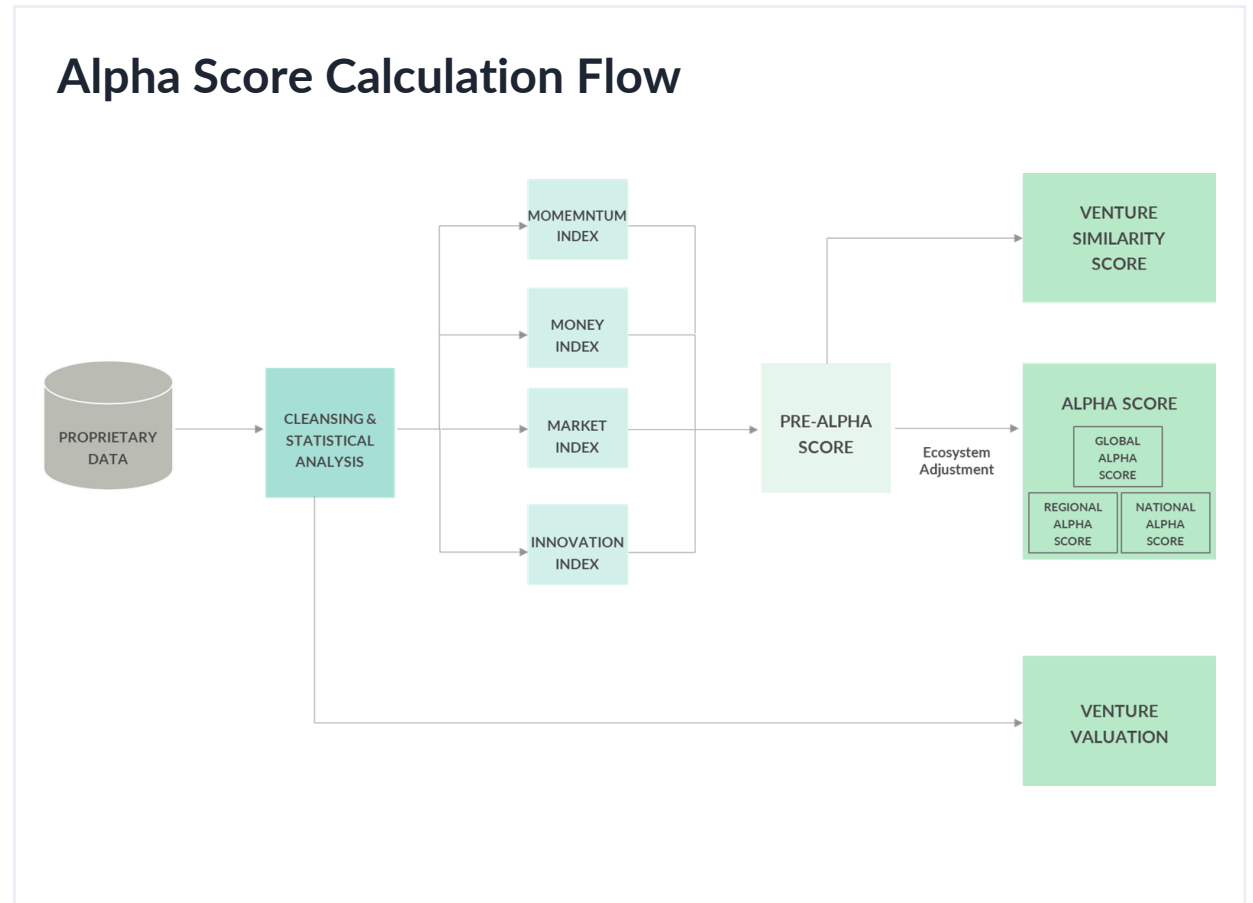 Alpha Score Calculation Flow
PROPRIETARY
DATA
CLEANSING &
STATISTICAL
ANALYSIS
MOMEMNTUM
INDEX
MONEY
INDEX
MARKET
INDEX
INNOVATION
INDEX
PRE-ALPHA
SCORE
Ecosystem
Adjustment
VENTURE
SIMILARITY
SCORE
ALPHA SCORE
GLOBAL
ALPHA
SCORE
REGIONAL
ALPHA
SCORE
NATIONAL
ALPHA
SCORE
VENTURE
VALUATION